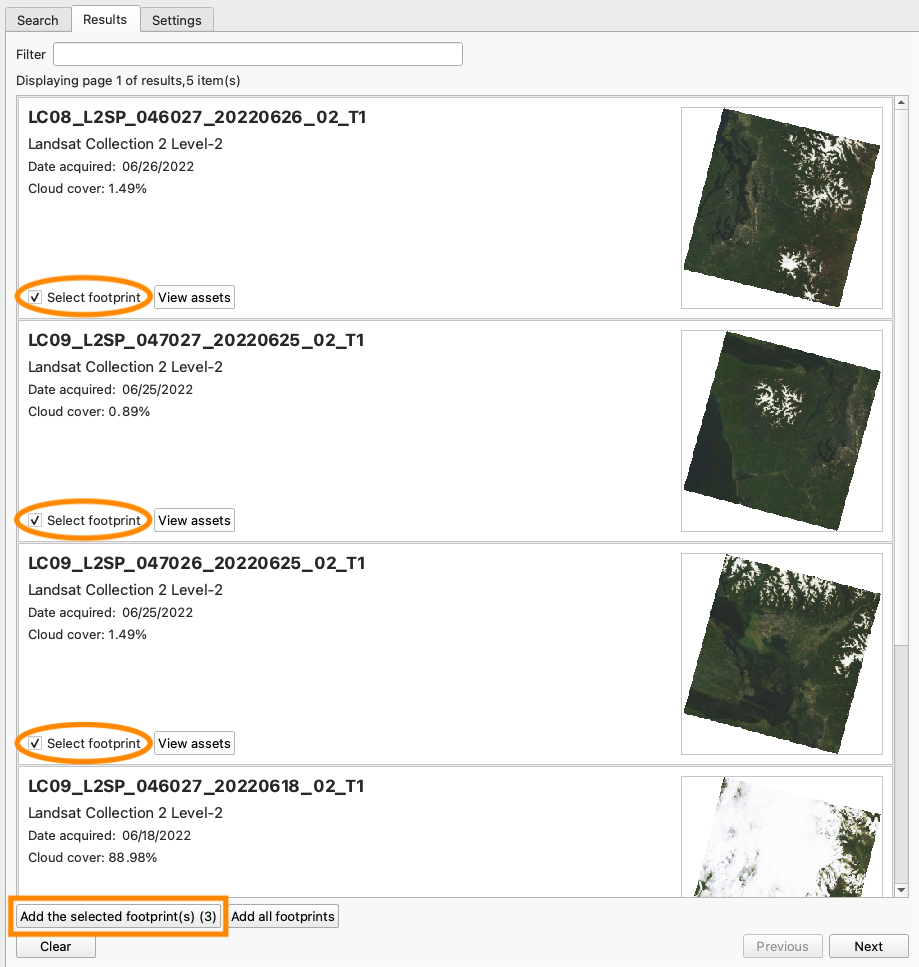 Search Results Settings
Filter
Displaying page 1 of results,5 item(s)
LC08_L2SP_046027_20220626_02_T1
Landsat Collection 2 Level-2
Date acquired: 06/26/2022
Cloud cover: 1.49%
Select footprint View assets
LC09_L2SP_047027_20220625_02_T1
Landsat Collection 2 Level-2
Date acquired: 06/25/2022
Cloud cover: 0.89%
Select footprint View assets
LC09_L2SP_047026_20220625_02_T1
Landsat Collection 2 Level-2
Date acquired: 06/25/2022
Cloud cover: 1.49%
Select footprint View assets
LC09_L2SP_046027_20220618_02_T1
Landsat Collection 2 Level-2
Date acquired: 06/18/2022
Cloud cover: 88.98%
Add the selected footprint(s) (3) Add all footprints
Clear Previous Next